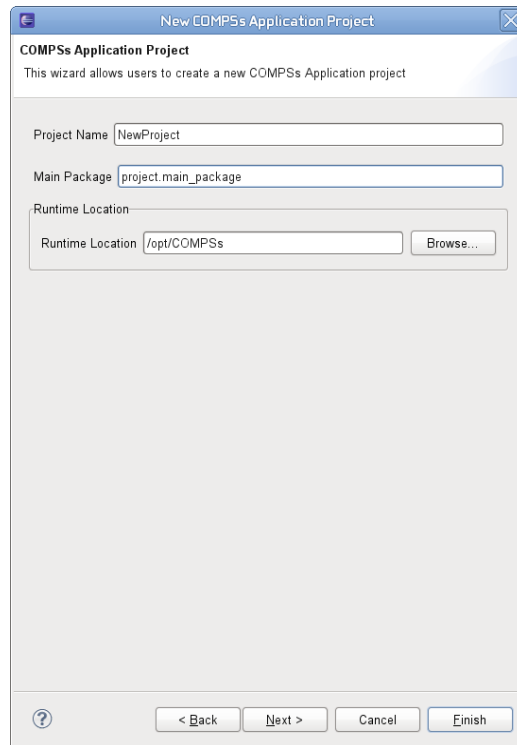 New COMPSs Application Project
COMPSs Application Project
This wizard allows users to create a new COMPSs Application project
Project Name NewProject
Main Package project.main_package
Runtime Location
Runtime Location /opt/COMPSs Browse...
? < Back Next > Cancel Finish